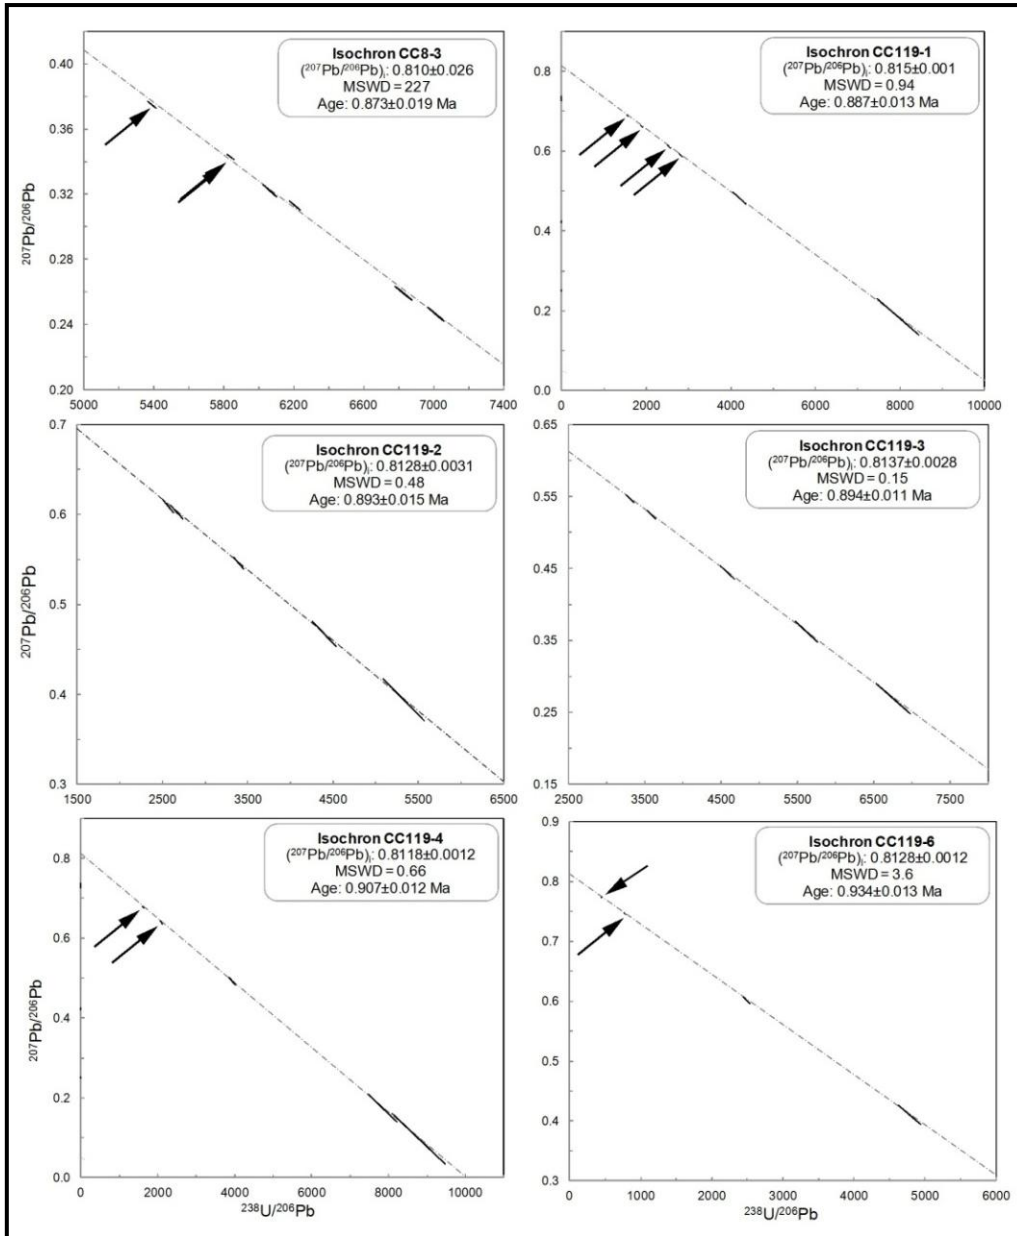 Isochron CC8-3
(²⁰⁷Pb/²⁰⁶Pb)ᵢ: 0.810±0.026
MSWD = 227
Age: 0.873±0.019 Ma
0.40
0.36
0.32
0.28
0.24
0.20
²⁰⁷Pb/²⁰⁶Pb
5000 5400 5800 6200 6600 7000 7400
Isochron CC119-1
(²⁰⁷Pb/²⁰⁶Pb)ᵢ: 0.815±0.001
MSWD = 0.94
Age: 0.887±0.013 Ma
0.8
0.6
0.4
0.2
0.0
0 2000 4000 6000 8000 10000
Isochron CC119-2
(²⁰⁷Pb/²⁰⁶Pb)ᵢ: 0.8128±0.0031
MSWD = 0.48
Age: 0.893±0.015 Ma
0.7
0.6
0.5
0.4
0.3
²⁰⁷Pb/²⁰⁶Pb
1500 2500 3500 4500 5500 6500
Isochron CC119-3
(²⁰⁷Pb/²⁰⁶Pb)ᵢ: 0.8137±0.0028
MSWD = 0.15
Age: 0.894±0.011 Ma
0.65
0.55
0.45
0.35
0.25
0.15
2500 3500 4500 5500 6500 7500
Isochron CC119-4
(²⁰⁷Pb/²⁰⁶Pb)ᵢ: 0.8118±0.0012
MSWD = 0.66
Age: 0.907±0.012 Ma
0.8
0.6
0.4
0.2
0.0
²⁰⁷Pb/²⁰⁶Pb
0 2000 4000 6000 8000 10000
²³⁸U/²⁰⁶Pb
Isochron CC119-6
(²⁰⁷Pb/²⁰⁶Pb)ᵢ: 0.8128±0.0012
MSWD = 3.6
Age: 0.934±0.013 Ma
0.9
0.8
0.7
0.6
0.5
0.4
0.3
0 1000 2000 3000 4000 5000 6000
²³⁸U/²⁰⁶Pb